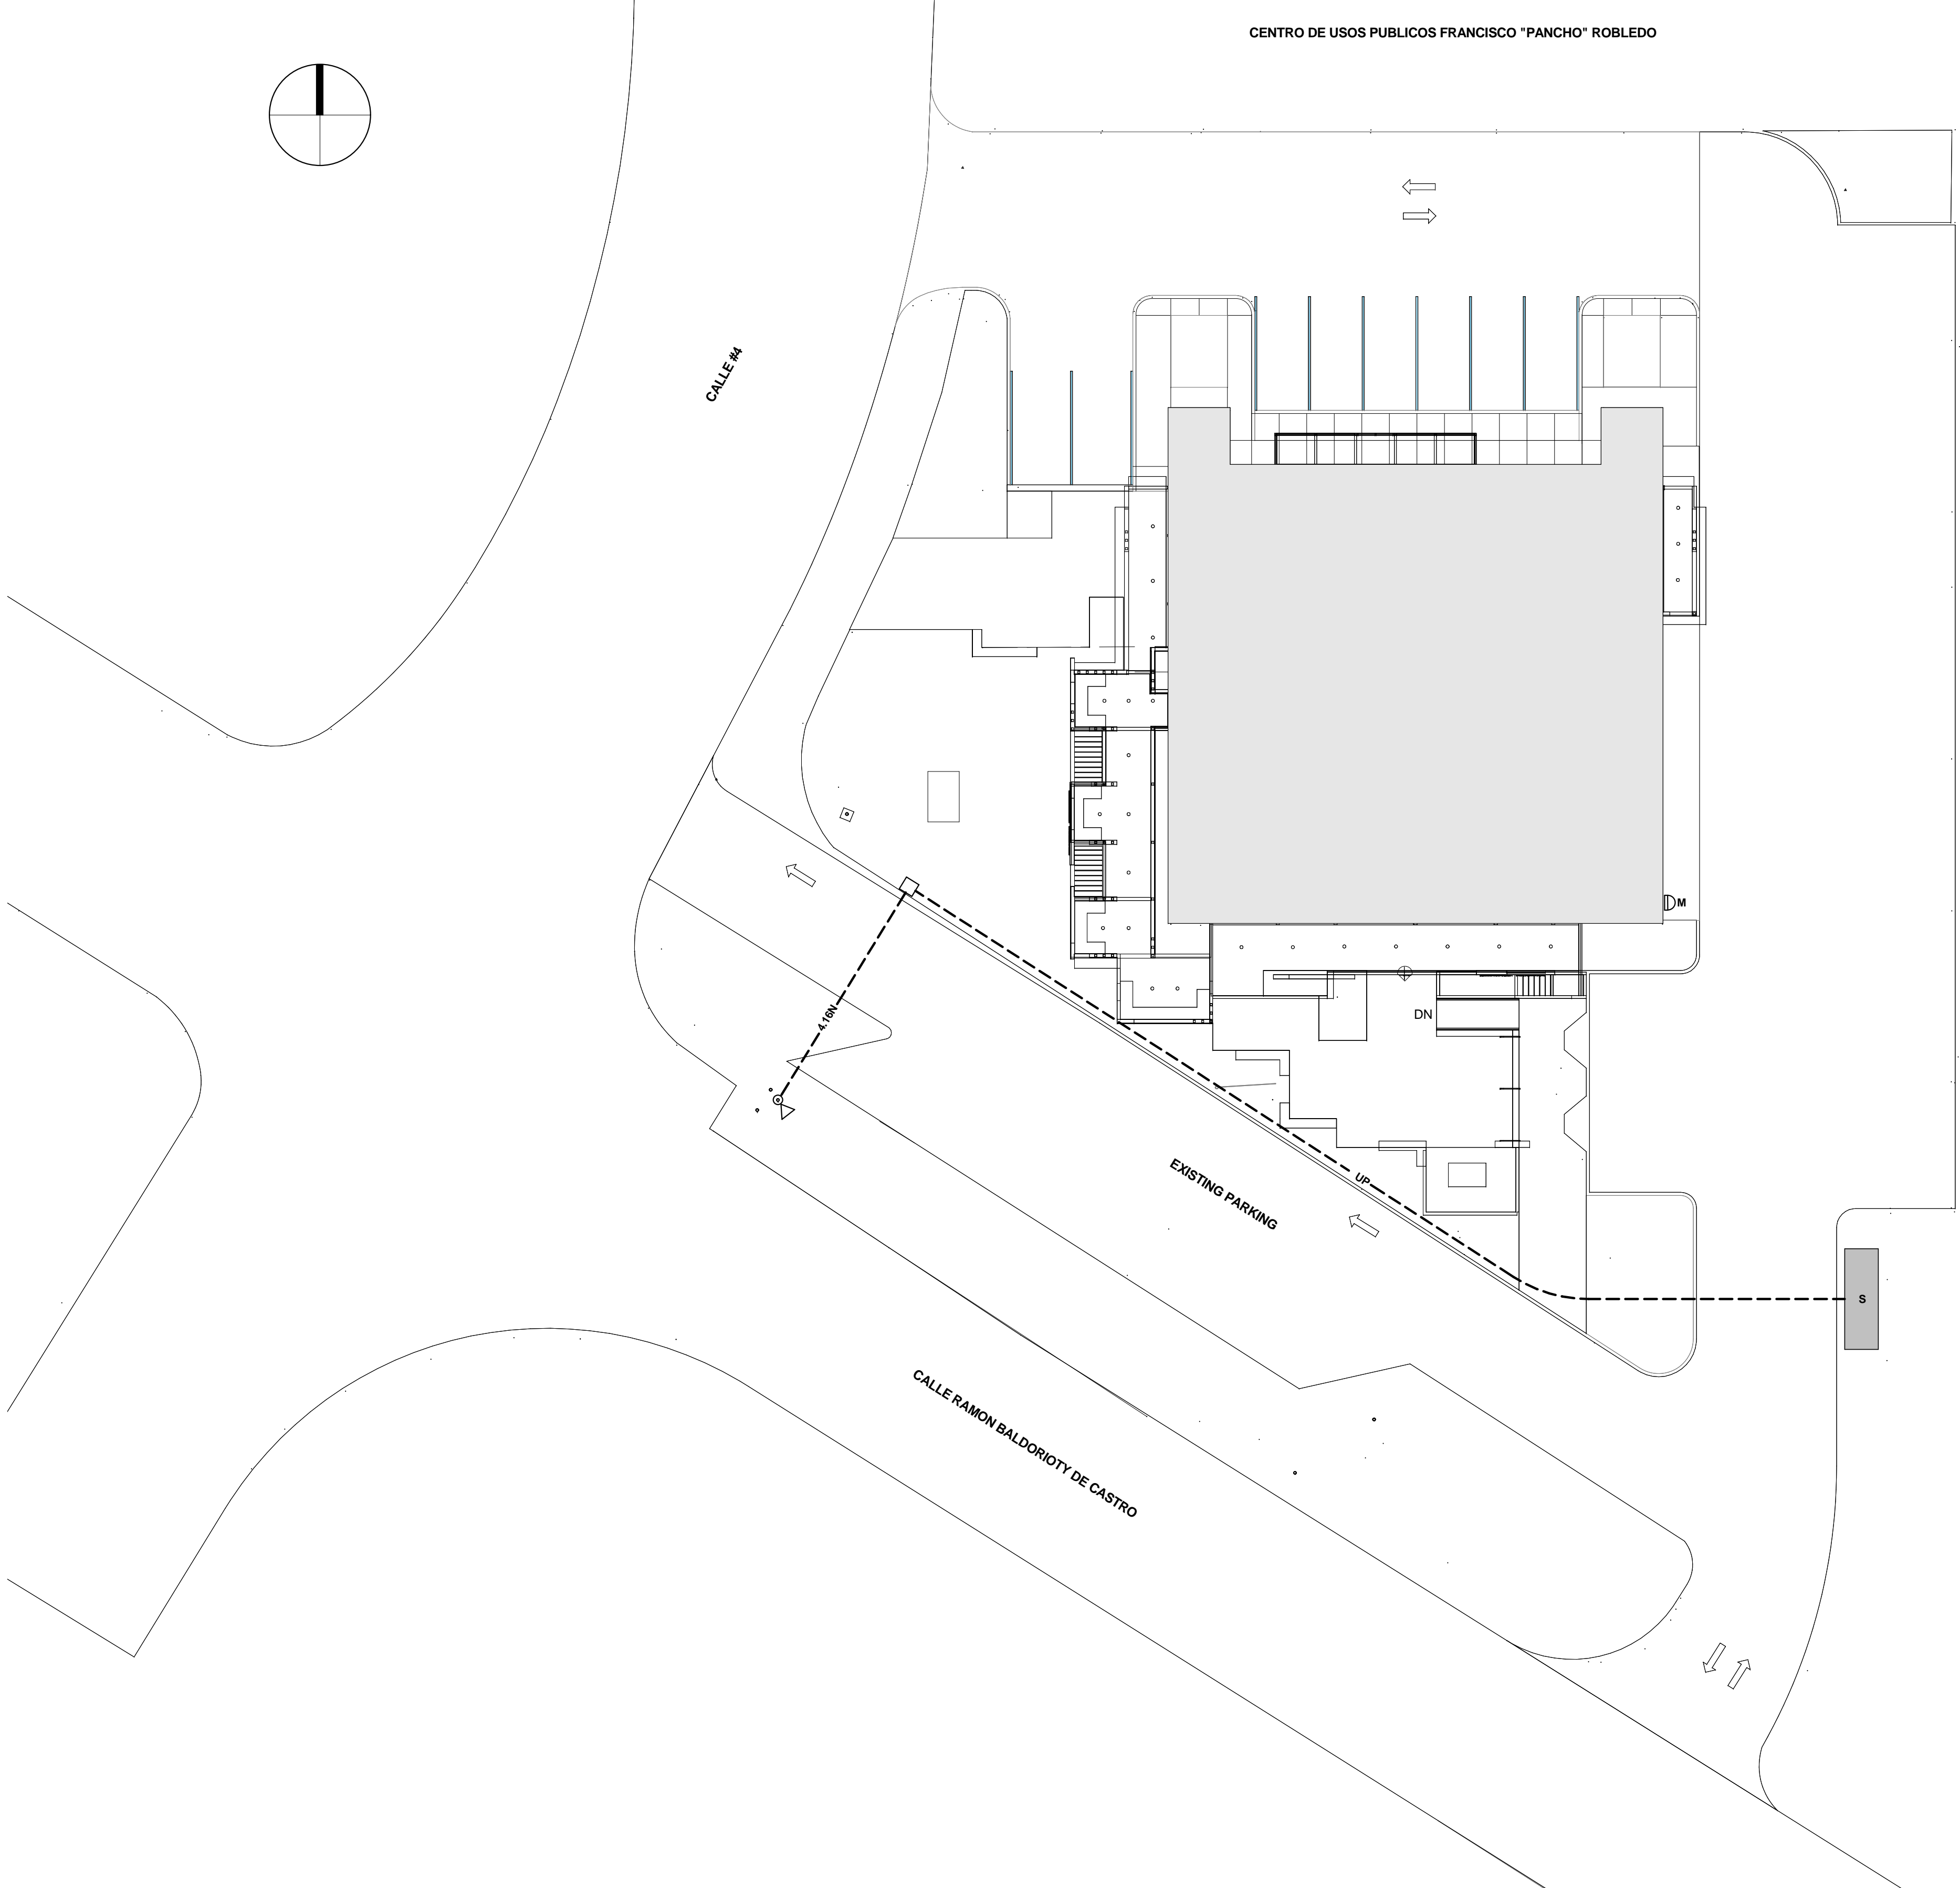 CENTRO DE USOS PUBLICOS FRANCISCO "PANCHO" ROBLEDO
CALLE #4
M
4.16N
DN
EXISTING PARKING
UP
S
CALLE RAMON BALDORIOTY DE CASTRO